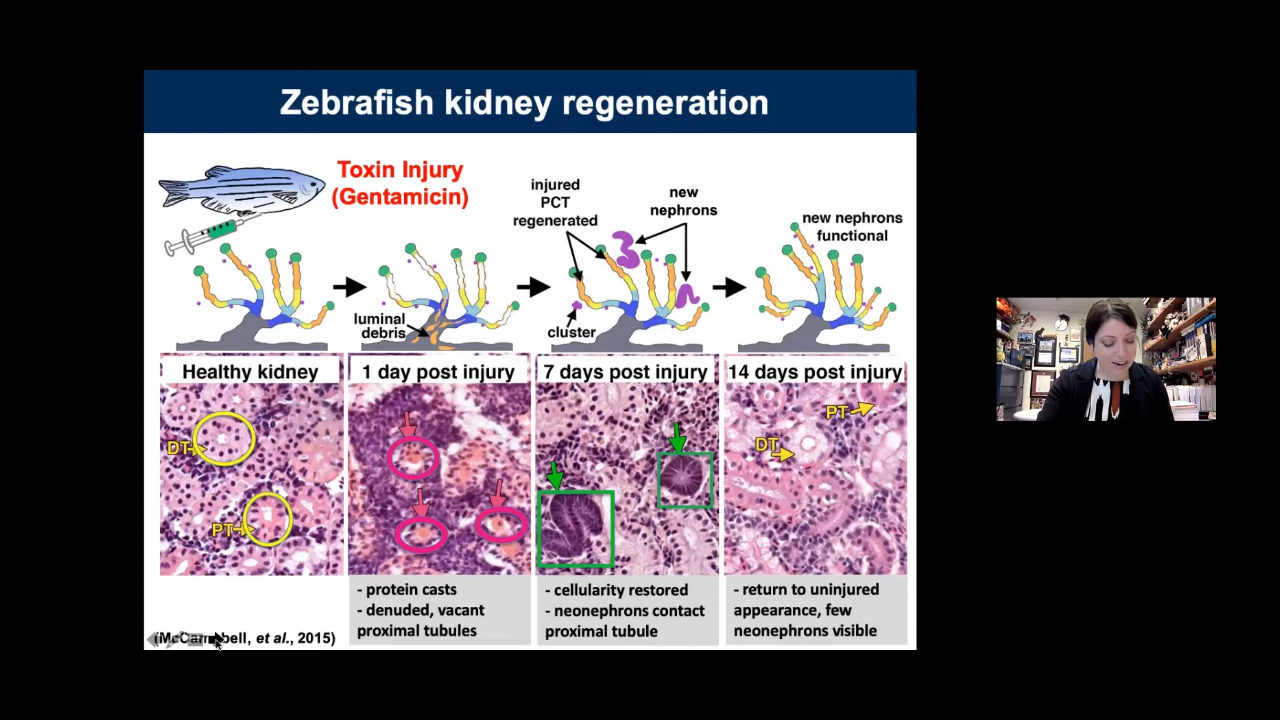 Zebrafish kidney regeneration
Toxin Injury
(Gentamicin)
injured
PCT
regenerated
new
nephrons
new nephrons
functional
luminal
debris
cluster
Healthy kidney
1 day post injury
7 days post injury
14 days post injury
DT
PT
PT
DT
- protein casts
- denuded, vacant
proximal tubules
- cellularity restored
- neonephrons contact
proximal tubule
- return to uninjured
appearance, few
neonephrons visible
(McCampbell, et al., 2015)